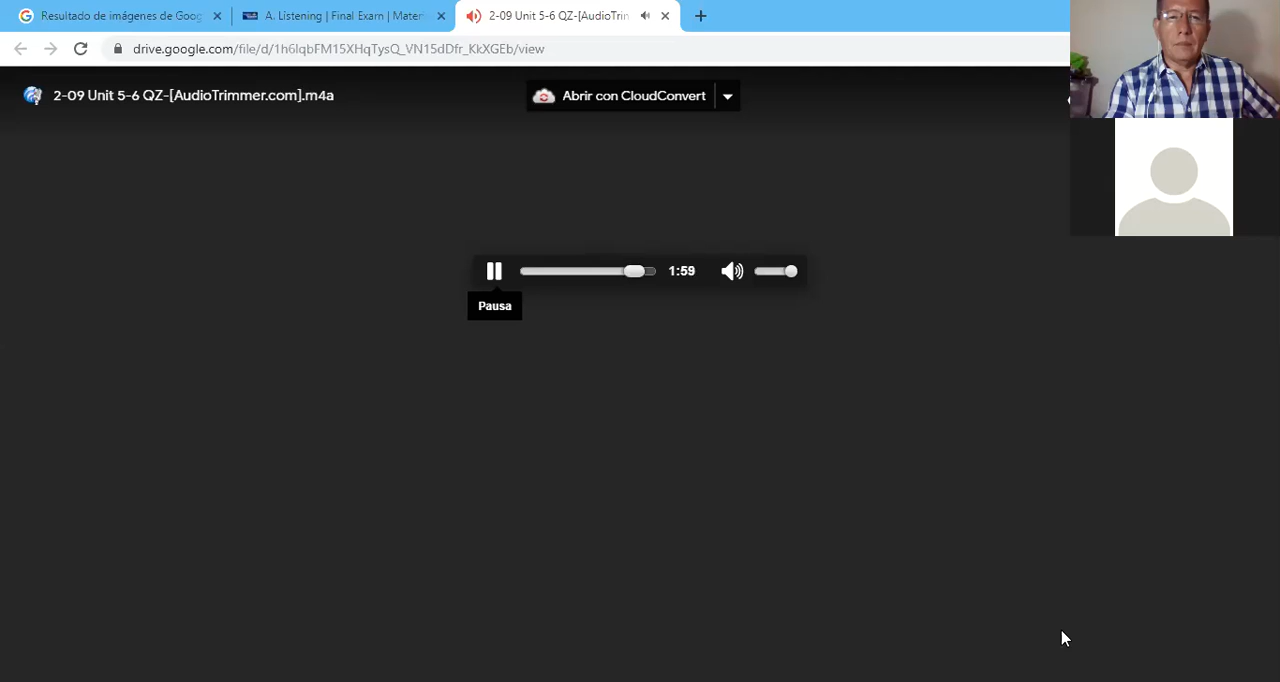 Resultado de imágenes de Goog
A. Listening | Final Exam | Mater
2-09 Unit 5-6 QZ-[AudioTrim
drive.google.com/file/d/1h6lqbFM15XHqTysQ_VN15dDfr_KkXGEb/view
2-09 Unit 5-6 QZ-[AudioTrimmer.com].m4a
Abrir con CloudConvert
1:59
Pausa